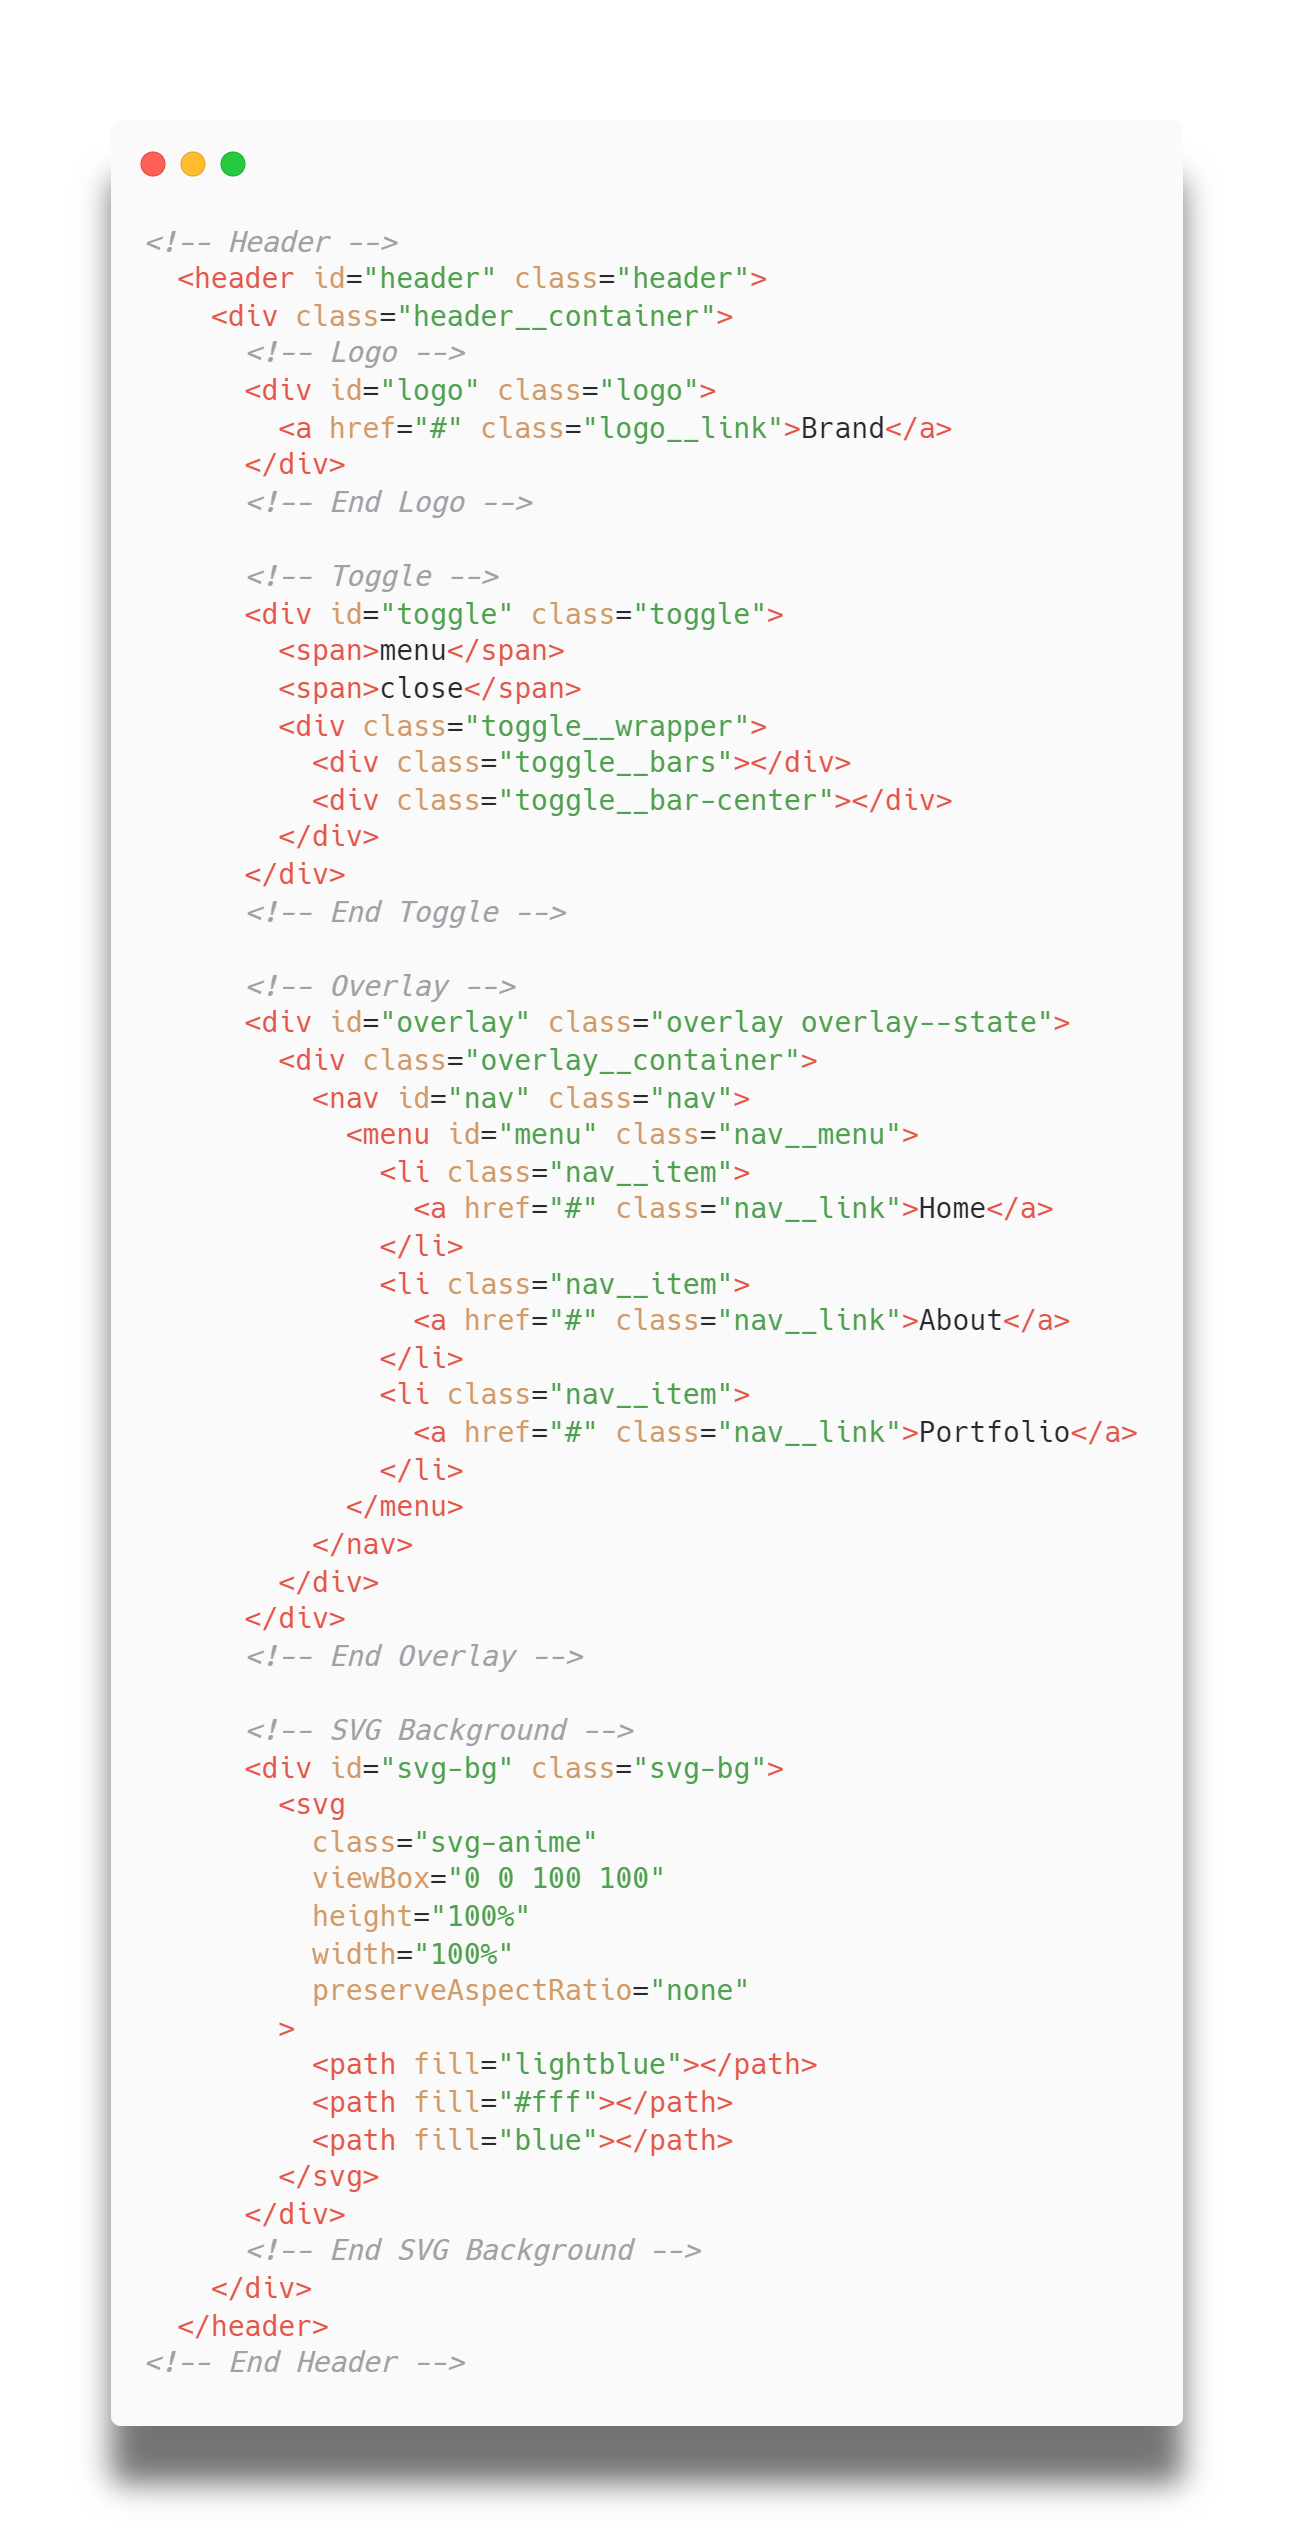 <!-- Header -->
  <header id="header" class="header">
    <div class="header__container">
      <!-- Logo -->
      <div id="logo" class="logo">
        <a href="#" class="logo__link">Brand</a>
      </div>
      <!-- End Logo -->

      <!-- Toggle -->
      <div id="toggle" class="toggle">
        <span>menu</span>
        <span>close</span>
        <div class="toggle__wrapper">
          <div class="toggle__bars"></div>
          <div class="toggle__bar-center"></div>
        </div>
      </div>
      <!-- End Toggle -->

      <!-- Overlay -->
      <div id="overlay" class="overlay overlay--state">
        <div class="overlay__container">
          <nav id="nav" class="nav">
            <menu id="menu" class="nav__menu">
              <li class="nav__item">
                <a href="#" class="nav__link">Home</a>
              </li>
              <li class="nav__item">
                <a href="#" class="nav__link">About</a>
              </li>
              <li class="nav__item">
                <a href="#" class="nav__link">Portfolio</a>
              </li>
            </menu>
          </nav>
        </div>
      </div>
      <!-- End Overlay -->

      <!-- SVG Background -->
      <div id="svg-bg" class="svg-bg">
        <svg
          class="svg-anime"
          viewBox="0 0 100 100"
          height="100%"
          width="100%"
          preserveAspectRatio="none"
        >
          <path fill="lightblue"></path>
          <path fill="#fff"></path>
          <path fill="blue"></path>
        </svg>
      </div>
      <!-- End SVG Background -->
    </div>
  </header>
<!-- End Header -->